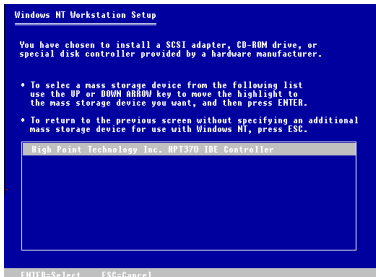 Windows NT Workstation Setup
You have chosen to install a SCSI adapter, CD-ROM drive, or
special disk controller provided by a hardware manufacturer.
• To selec a mass storage device from the following list
use the UP or DOWN ARROW key to move the highlight to
the mass storage device you want, and then press ENTER.
• To return to the previous screen without specifying an additional
mass storage device for use with Windows NT, press ESC.
High Point Technology Inc. HPT370 IDE Controller
ENTER=Select ESC=Cancel